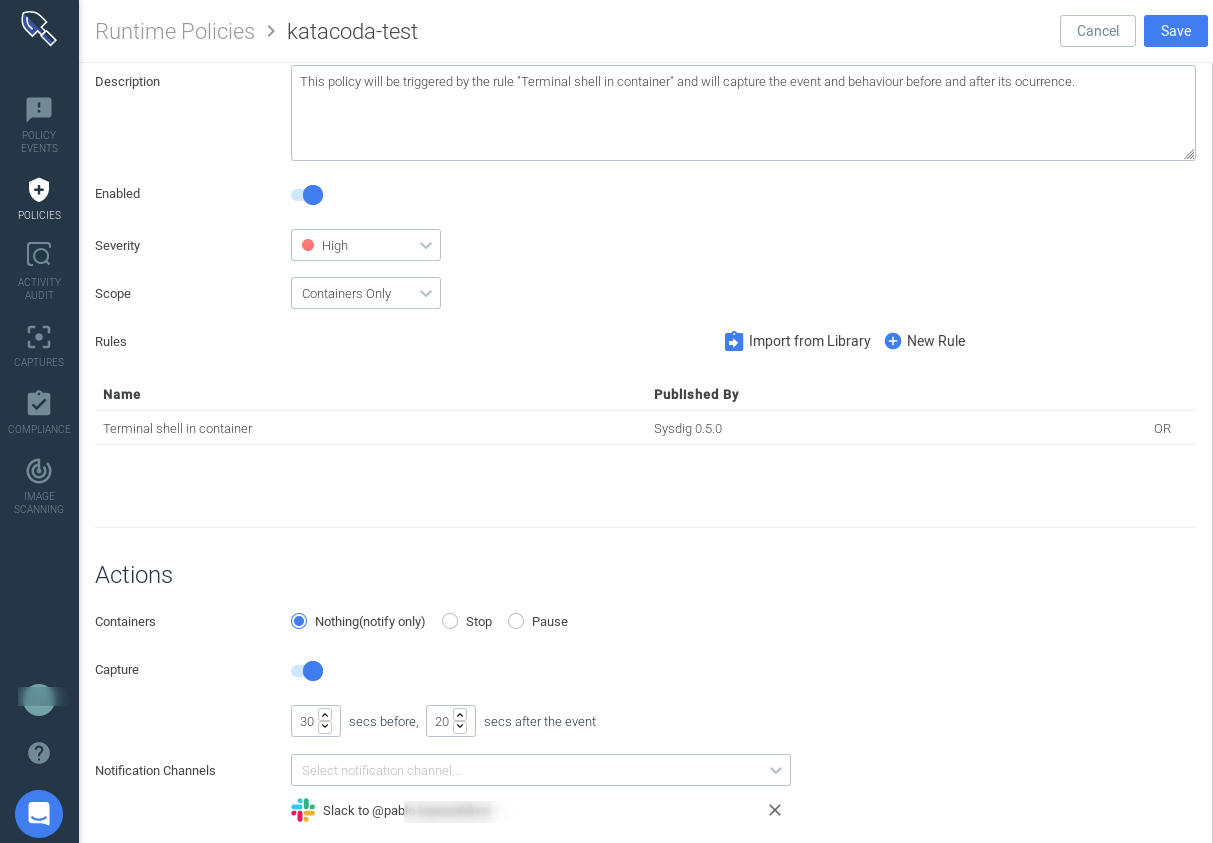 Runtime Policies > katacoda-test
Cancel
Save
Description
This policy will be triggered by the rule "Terminal shell in container" and will capture the event and behaviour before and after its ocurrence.
POLICY
EVENTS
Enabled
POLICIES
Severity
High
ACTIVITY
AUDIT
Scope
Containers Only
Rules
Import from Library
New Rule
CAPTURES
Name
Published By
COMPLIANCE
Terminal shell in container
Sysdig 0.5.0
OR
IMAGE
SCANNING
Actions
Containers
Nothing(notify only)
Stop
Pause
Capture
30
secs before,
20
secs after the event
Notification Channels
Select notification channel...
Slack to